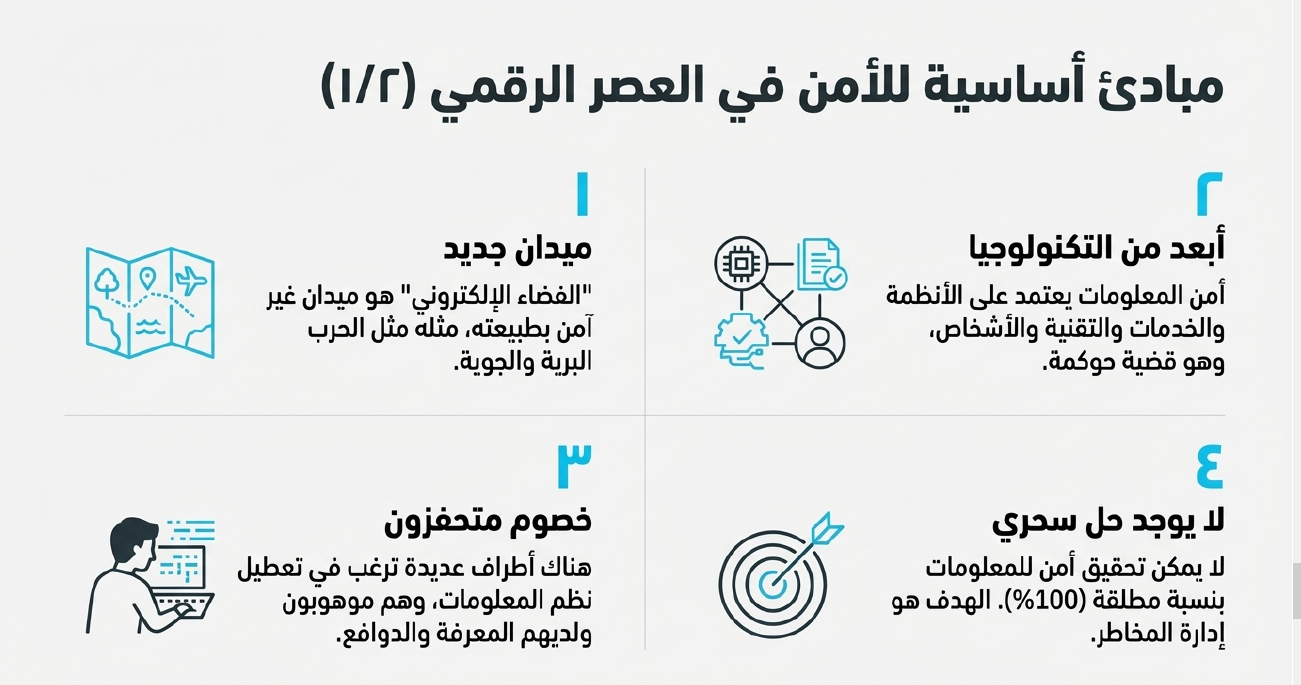 مبادئ أساسية للأمن في العصر الرقمي (١/٢)
١
ميدان جديد
"الفضاء الإلكتروني" هو ميدان غير
آمن بطبيعته، مثله مثل الحرب
البرية والجوية.
٢
أبعد من التكنولوجيا
أمن المعلومات يعتمد على الأنظمة
والخدمات والتقنية والأشخاص،
وهو قضية حوكمة.
٣
خصوم متحفزون
هناك أطراف عديدة ترغب في تعطيل
نظم المعلومات، وهم موهوبون
ولديهم المعرفة والدوافع.
٤
لا يوجد حل سحري
لا يمكن تحقيق أمن للمعلومات
بنسبة مطلقة (100%). الهدف هو
إدارة المخاطر.